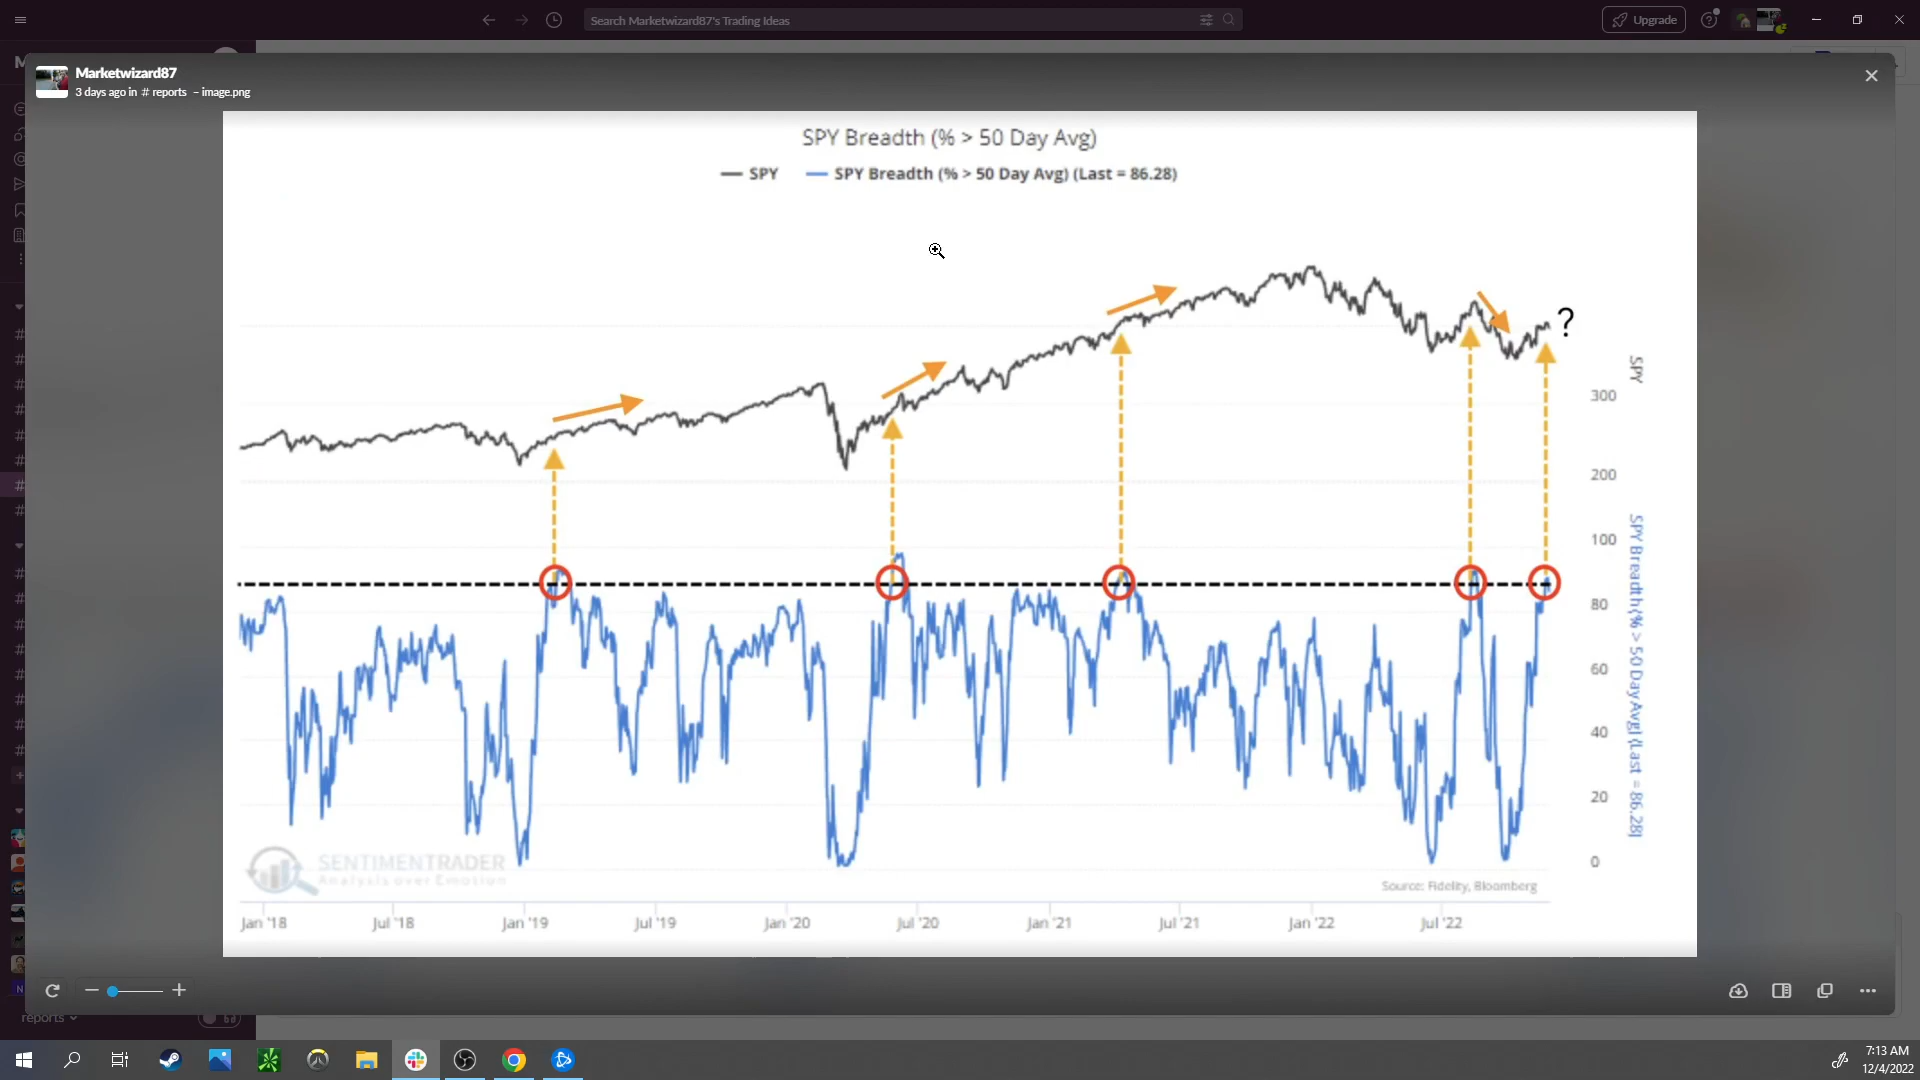 Search Marketwizard87's Trading Ideas
Upgrade
Marketwizard87
3 days ago in # reports – image.png
SPY Breadth (% > 50 Day Avg)
SPY
SPY Breadth (% > 50 Day Avg) (Last = 86.28)
?
SPY
300
200
100
80
60
40
20
0
SPY Breadth (% > 50 Day Avg) (Last = 86.28)
SENTIMENTRADER
Analysis over Emotion
Source: Fidelity, Bloomberg
Jan '18
Jul '18
Jan '19
Jul '19
Jan '20
Jul '20
Jan '21
Jul '21
Jan '22
Jul '22
reports
7:13 AM
12/4/2022